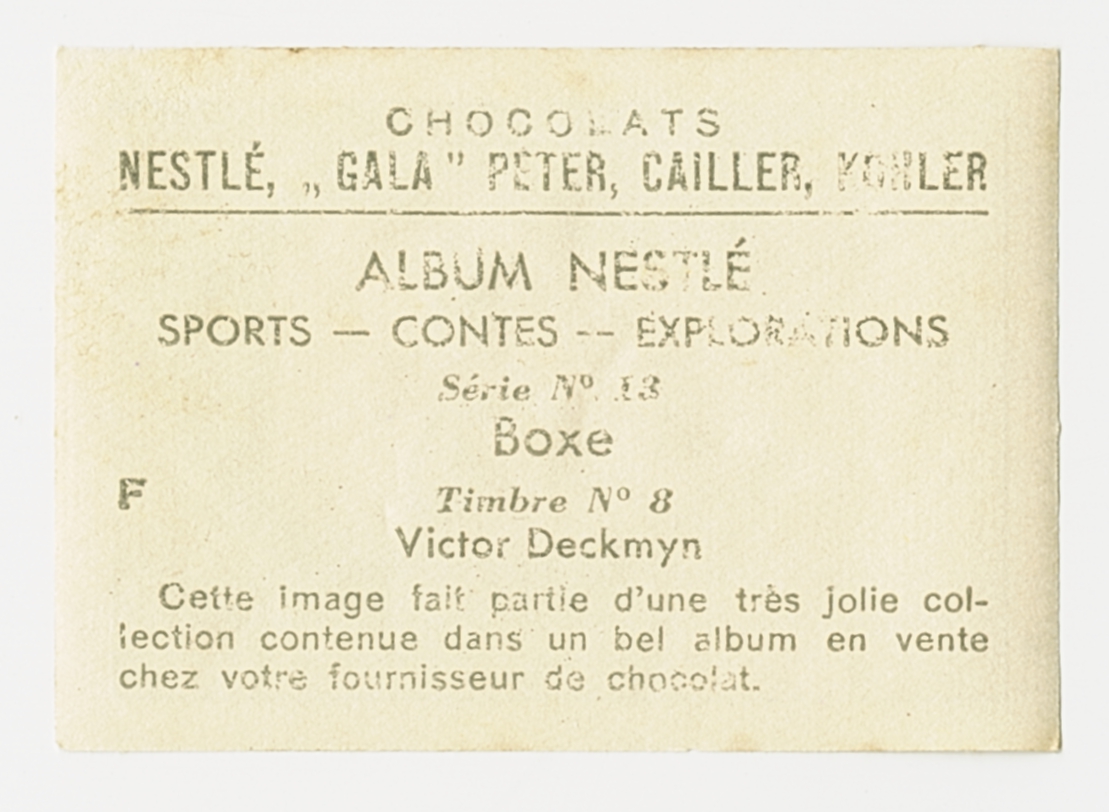 CHOCOLATS
NESTLÉ, „GALA" PETER, CAILLER, KOHLER
ALBUM NESTLÉ
SPORTS — CONTES -- EXPLORATIONS
Série Nº 13
Boxe
F
Timbre Nº 8
Victor Deckmyn
Cette image fait partie d'une très jolie col-
lection contenue dans un bel album en vente
chez votre fournisseur de chocolat.